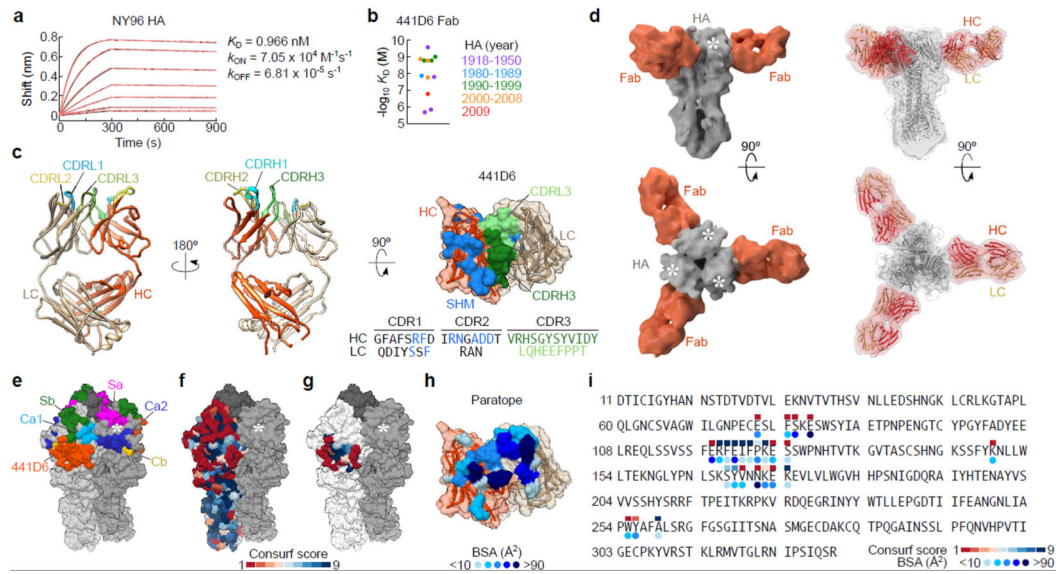 a
NY96 HA
Shift (nm)
0.8
0.6
0.4
0.2
0.0
0 300 600 900
Time (s)
K_D = 0.966 nM
k_ON = 7.05 x 10⁴ M⁻¹s⁻¹
k_OFF = 6.81 x 10⁻⁵ s⁻¹
b
441D6 Fab
-log₁₀ K_D (M)
10
9
8
7
6
-5
HA (year)
1918-1950
1980-1989
1990-1999
2000-2008
2009
c
CDRL1
CDRL2 CDRL3
LC HC
180º
CDRH1
CDRH2 CDRH3
90º
441D6
CDRL3
HC
LC
SHM
CDRH3
CDR1 CDR2 CDR3
HC GFAFSRFD IRNGADDT VRHSGYSYVIDY
LC QDIYSSF RAN LQHEEFPPT
d
HA
Fab Fab
HC
LC
90º
90º
Fab
HA Fab
Fab
HC
LC
e
Sa
Sb
Ca1 Ca2
441D6 Cb
f
Consurf score
1 9
g
h
Paratope
BSA (Å²)
<10 >90
i
11 DTICIGYHAN NSTDTVDTVL EKNVTVTHSV NLLEDSHNGK LCRLKGTAPL
60 QLGNCSVAGW ILGNPECESL FSKESWSYIA ETPNPENGTC YPGYFADYEE
108 LREQLSSVSS FERFEIFPKE SSWPNHTVTK GVTASCSHNG KSSFYKNLLW
154 LTEKNGLYPN LSKSYVNNKE KEVLVLWGVH HPSNIGDQRA IYHTENAYVS
204 VVSSHYSRRF TPEITKRPKV RDQEGRINYY WTLLEPGDTI IFEANGNLIA
254 PWYAFALSRG FGSGIITSNA SMGECDAKCQ TPQGAINSSL PFQNVHPVTI
303 GECPKYVRST KLRMVTGLRN IPSIQSR
Consurf score 1 9
BSA (Å²) <10 >90